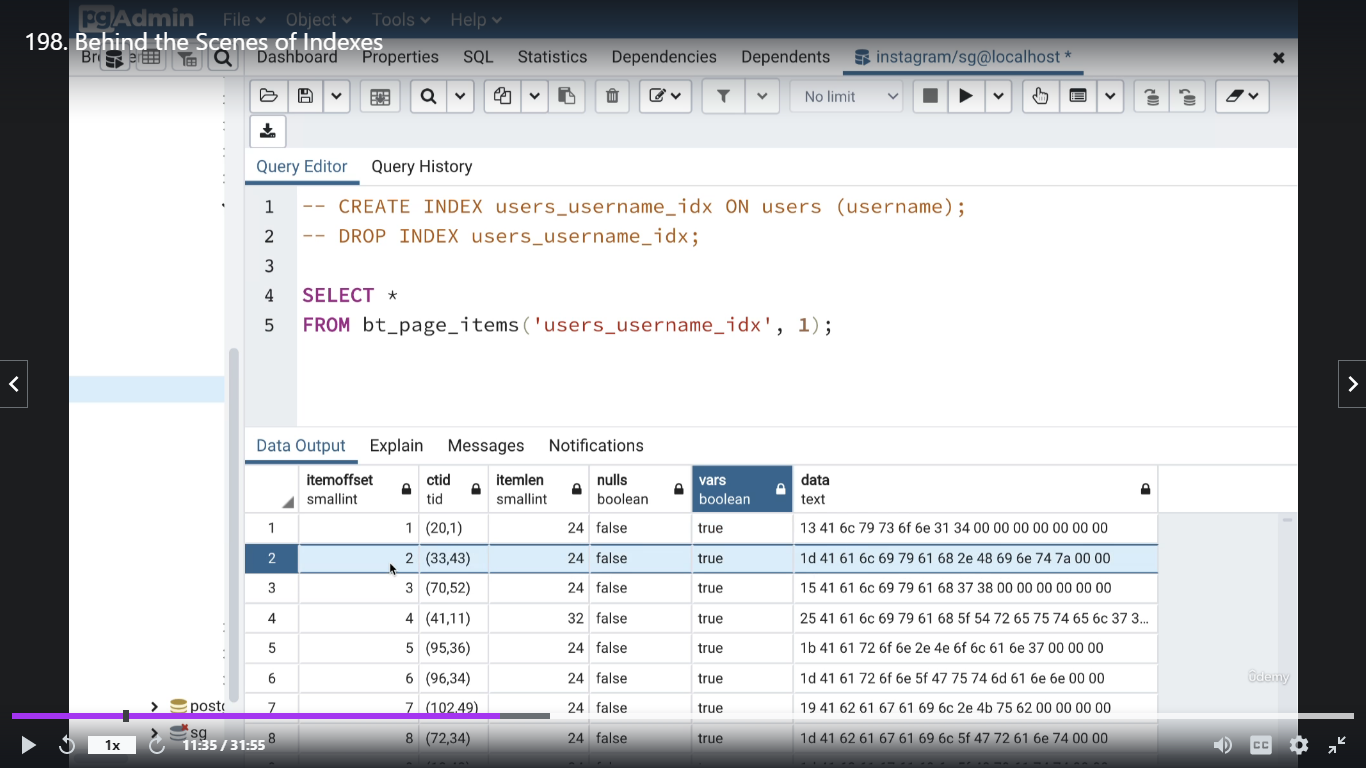 pgAdmin File Object Tools Help
198. Behind the Scenes of Indexes
Dashboard Properties SQL Statistics Dependencies Dependents instagram/sg@localhost *
No limit
Query Editor Query History
1 -- CREATE INDEX users_username_idx ON users (username);
2 -- DROP INDEX users_username_idx;
3
4 SELECT *
5 FROM bt_page_items('users_username_idx', 1);
Data Output Explain Messages Notifications
itemoffset ctid itemlen nulls vars data
smallint tid smallint boolean boolean text
1 1 (20,1) 24 false true 13 41 6c 79 73 6f 6e 31 34 00 00 00 00 00 00 00
2 2 (33,43) 24 false true 1d 41 61 6c 69 79 61 68 2e 48 69 6e 74 7a 00 00
3 3 (70,52) 24 false true 15 41 61 6c 69 79 61 68 37 38 00 00 00 00 00 00
4 4 (41,11) 32 false true 25 41 61 6c 69 79 61 68 5f 54 72 65 75 74 65 6c 37 3...
5 5 (95,36) 24 false true 1b 41 61 72 6f 6e 2e 4e 6f 6c 61 6e 37 00 00 00
6 6 (96,34) 24 false true 1d 41 61 72 6f 6e 5f 47 75 74 6d 61 6e 6e 00 00
udemy
postg
7 7 (102,49) 24 false true 19 41 62 61 67 61 69 6c 2e 4b 75 62 00 00 00 00
sg
8 8 (72,34) 24 false true 1d 41 62 61 67 61 69 6c 5f 47 72 61 6e 74 00 00
1x 11:35 / 31:55 CC